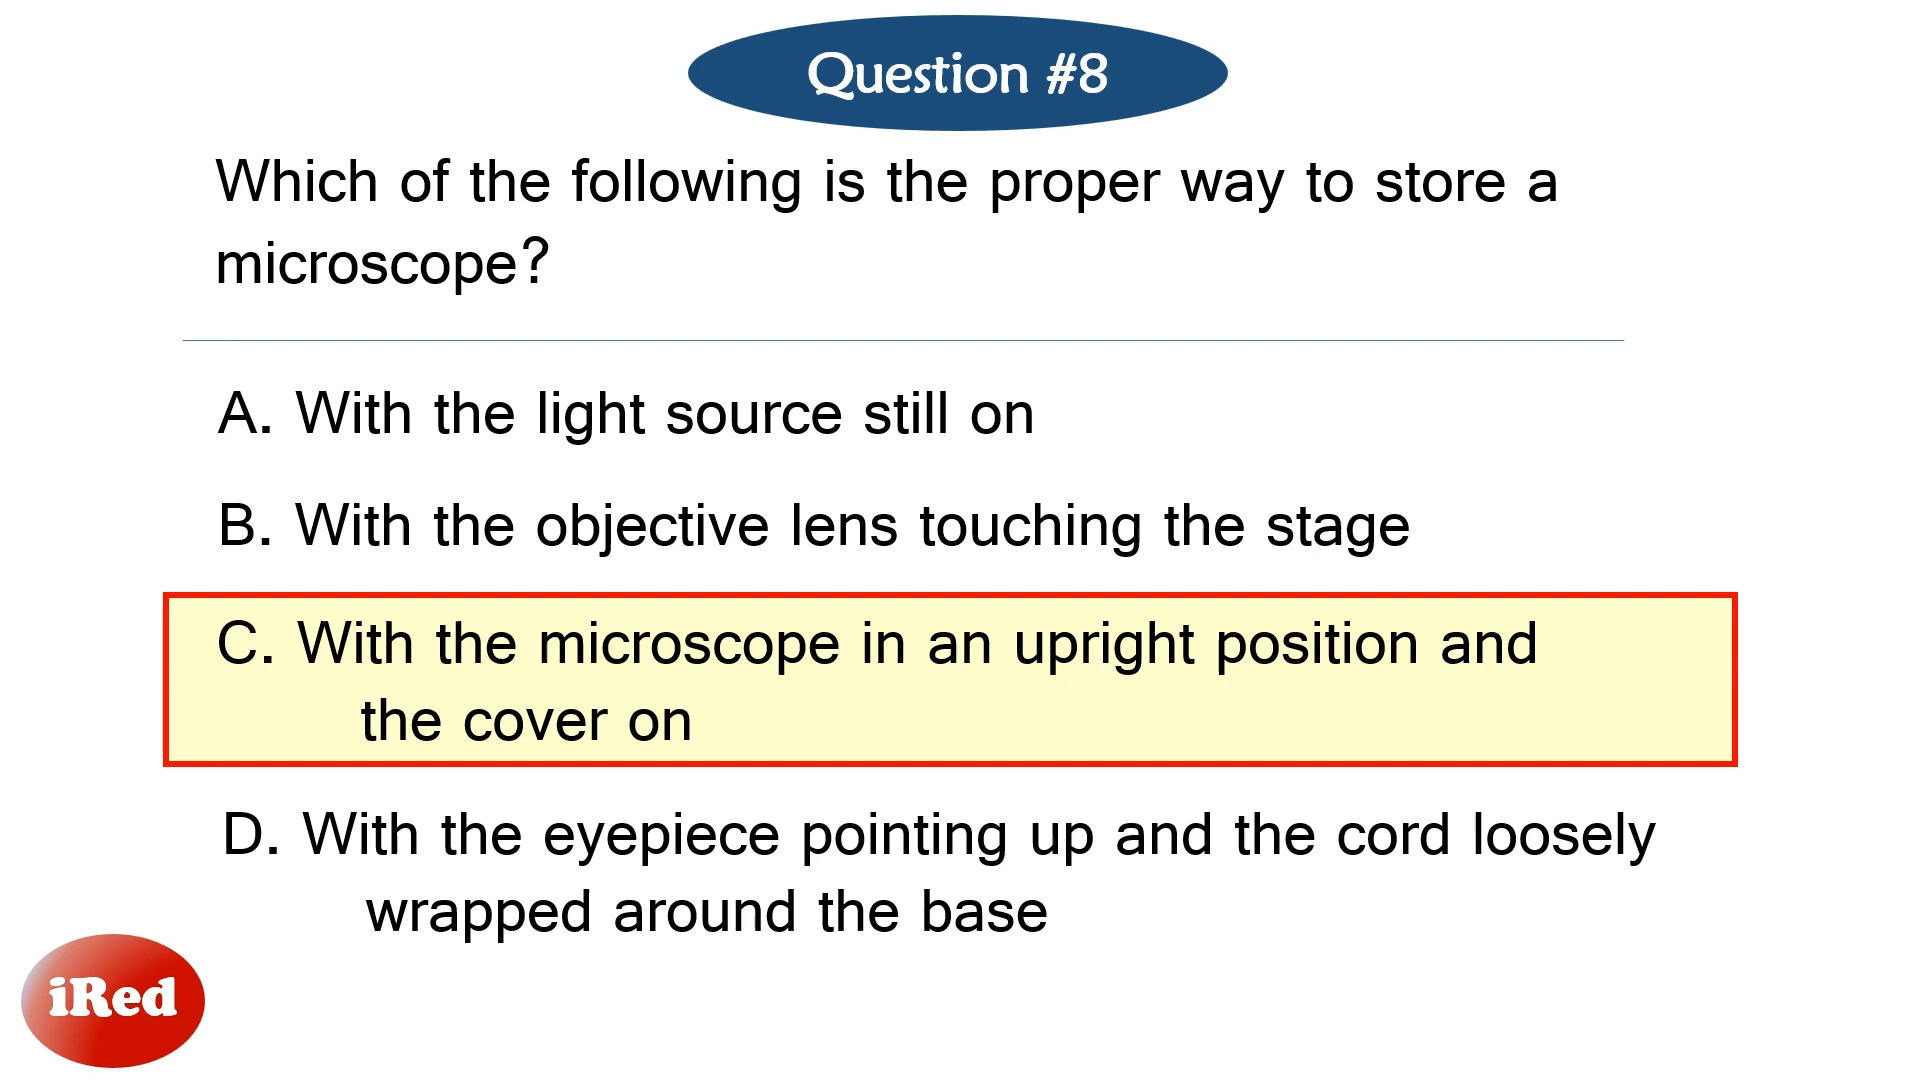 Question #8
Which of the following is the proper way to store a
microscope?
A. With the light source still on
B. With the objective lens touching the stage
C. With the microscope in an upright position and
the cover on
D. With the eyepiece pointing up and the cord loosely
wrapped around the base
iRed